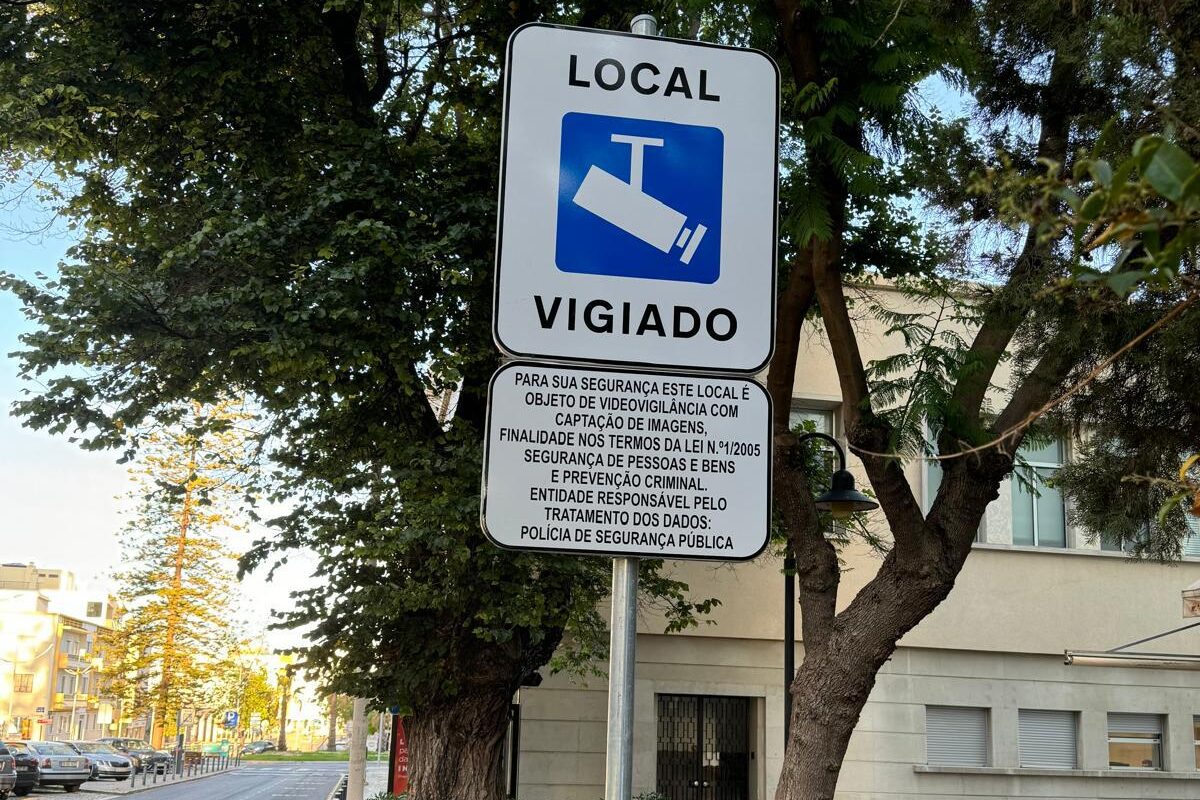 LOCAL
VIGIADO
PARA SUA SEGURANÇA ESTE LOCAL É
OBJETO DE VIDEOVIGILÂNCIA COM
CAPTAÇÃO DE IMAGENS,
FINALIDADE NOS TERMOS DA LEI N.º1/2005
SEGURANÇA DE PESSOAS E BENS
E PREVENÇÃO CRIMINAL.
ENTIDADE RESPONSÁVEL PELO
TRATAMENTO DOS DADOS:
POLÍCIA DE SEGURANÇA PÚBLICA
P